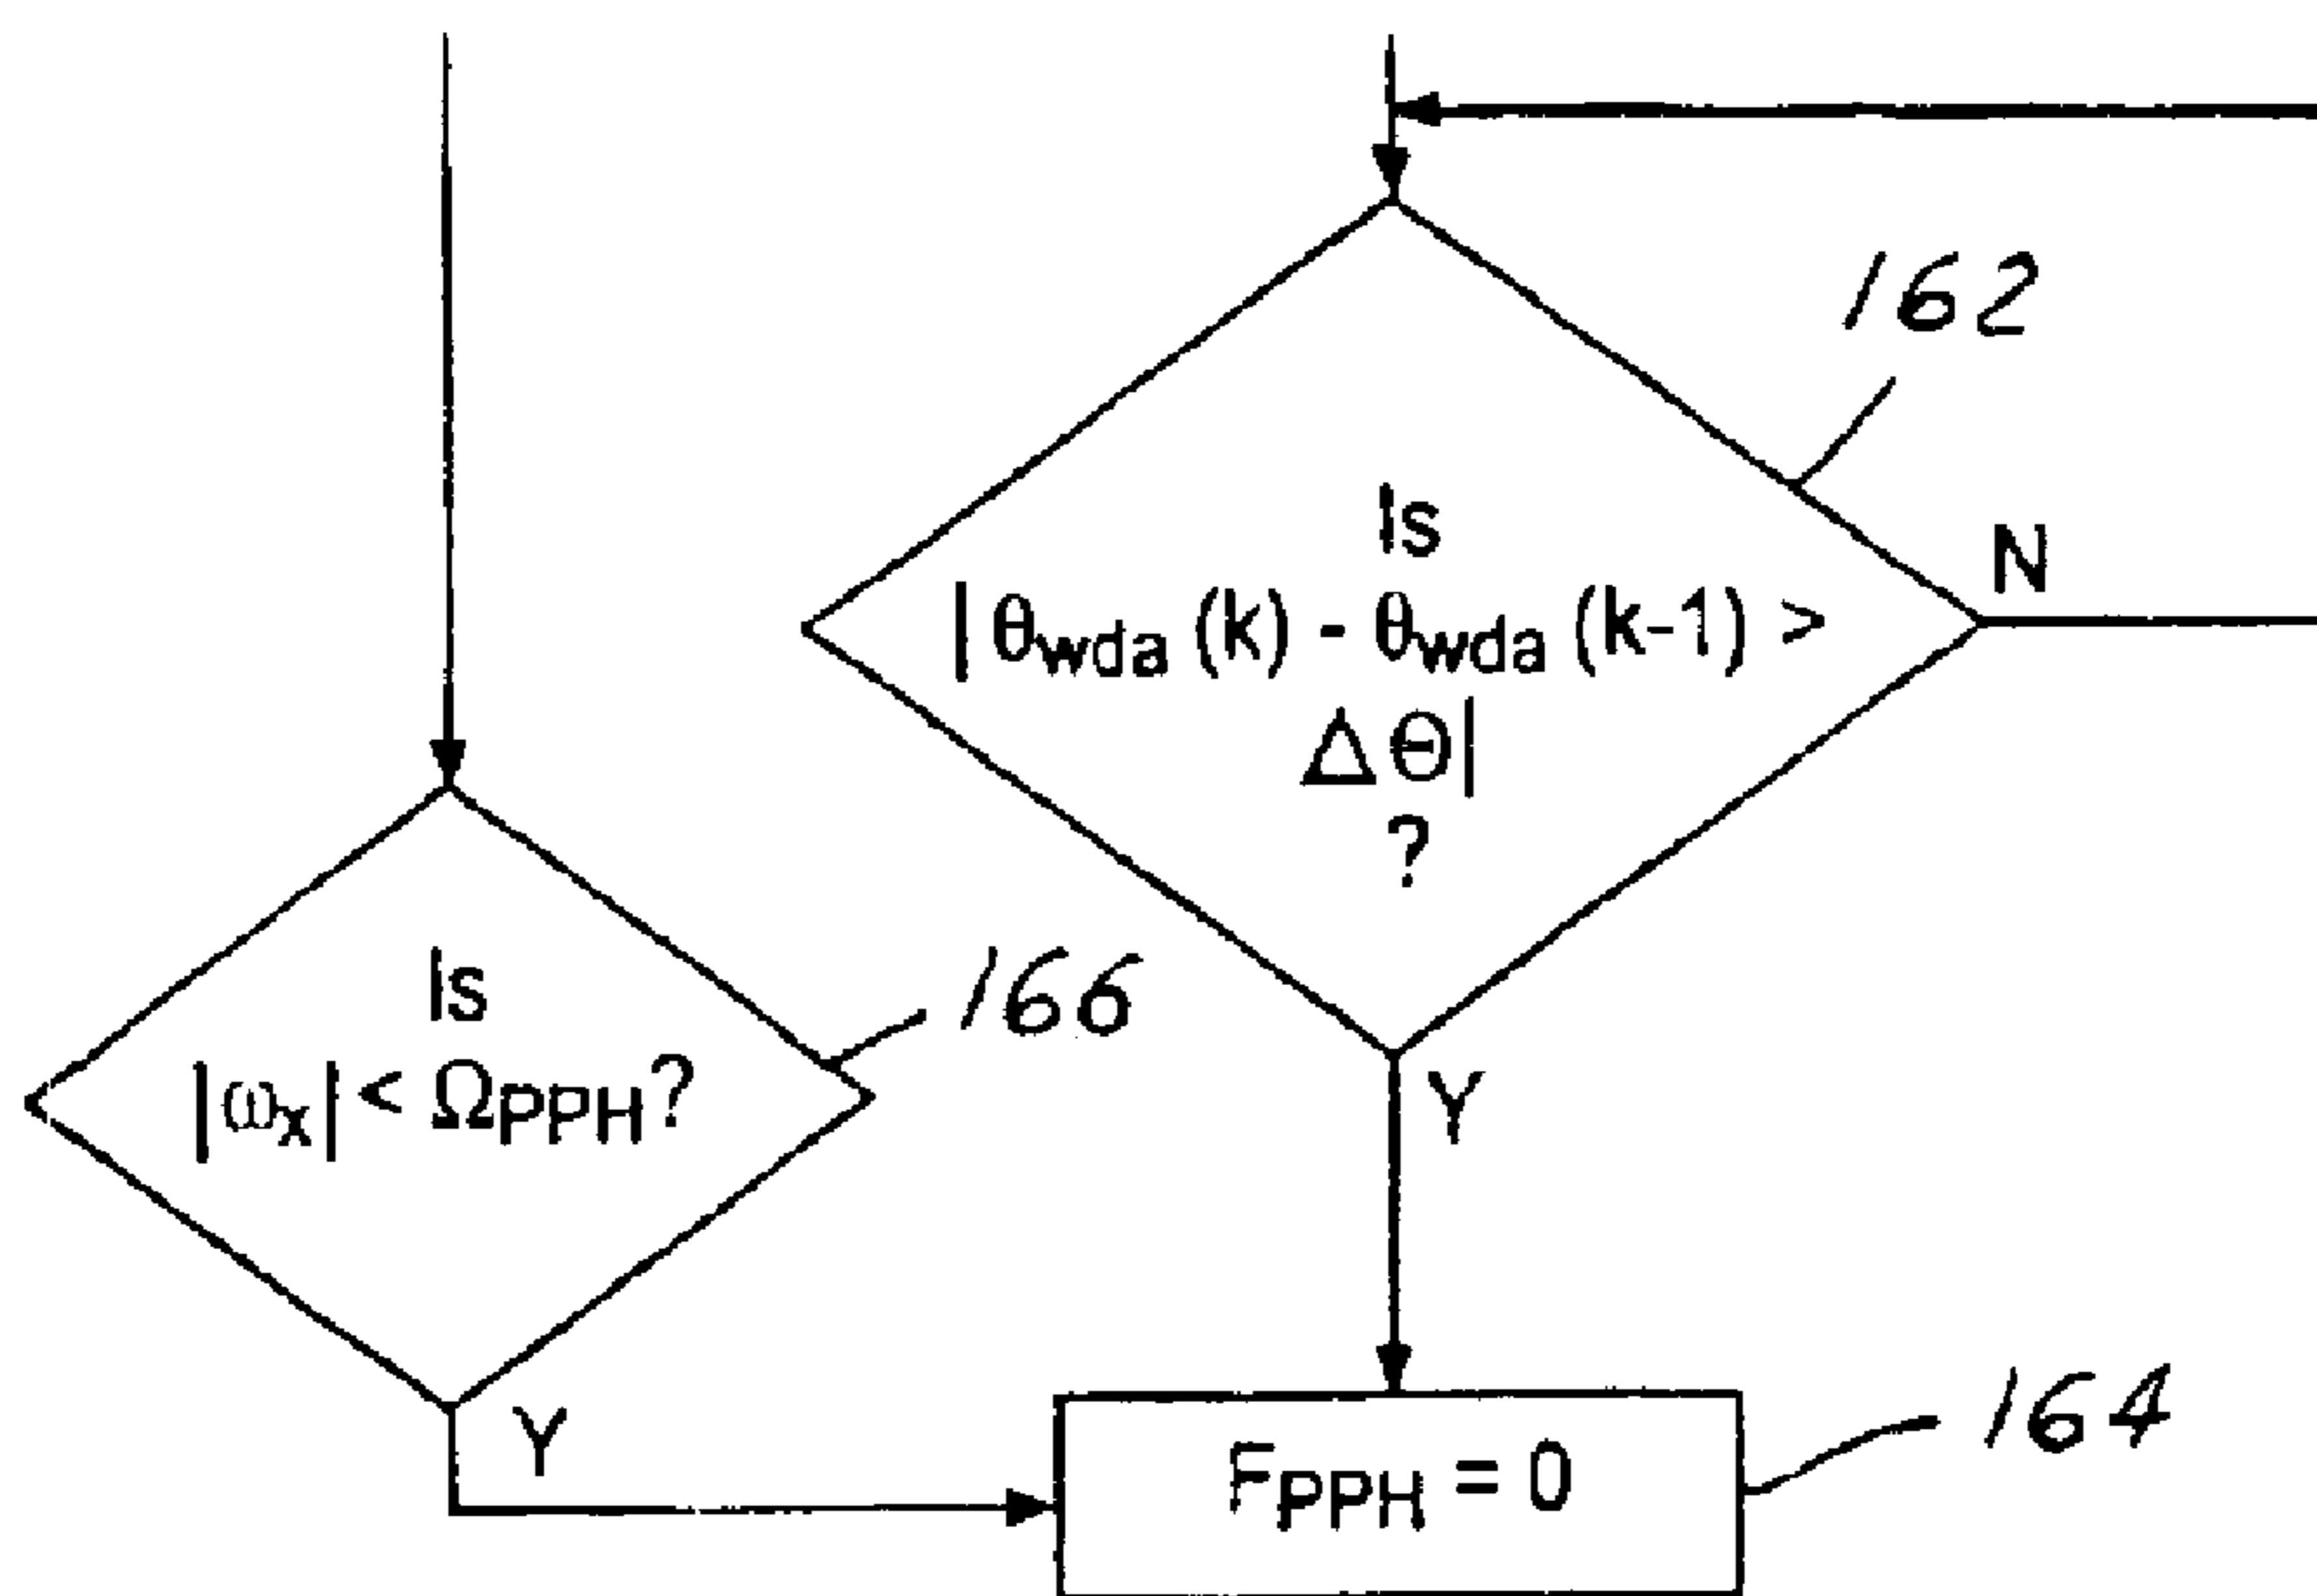 162
Is
N
| θwda (k) - θwda (k-1) >
ΔΘ|
?
Is
166
|ωx| < ΩPPH?
Y
Y
FPPH = 0
164